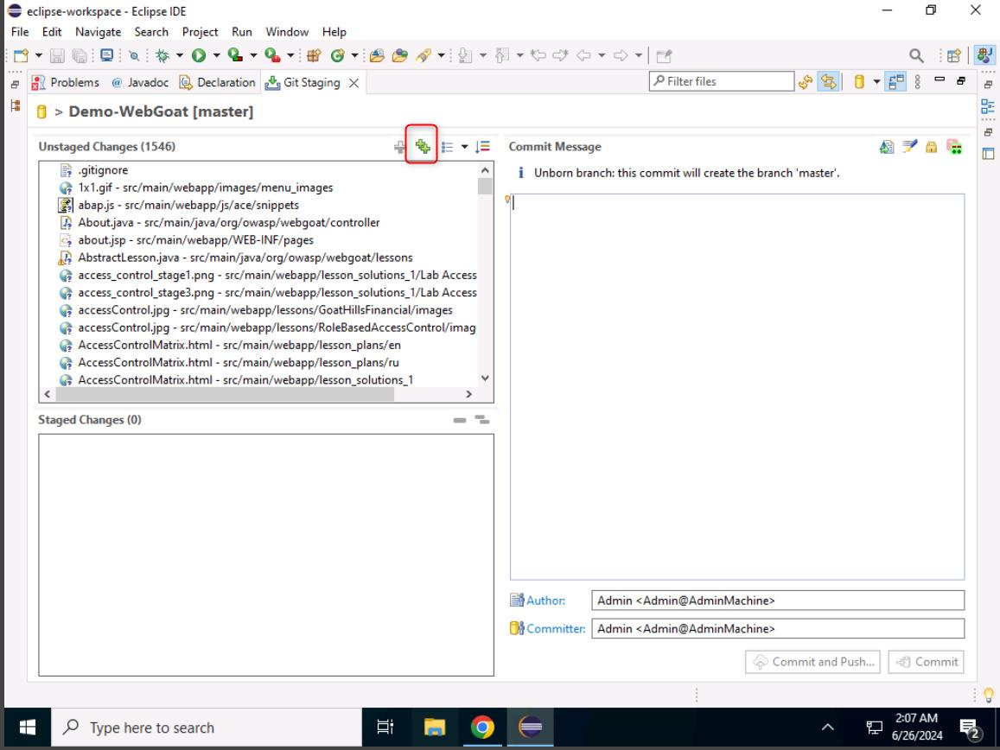 eclipse-workspace - Eclipse IDE
File Edit Navigate Search Project Run Window Help
Problems @ Javadoc Declaration Git Staging
Filter files
> Demo-WebGoat [master]
Unstaged Changes (1546)
.gitignore
1x1.gif - src/main/webapp/images/menu_images
abap.js - src/main/webapp/js/ace/snippets
About.java - src/main/java/org/owasp/webgoat/controller
about.jsp - src/main/webapp/WEB-INF/pages
AbstractLesson.java - src/main/java/org/owasp/webgoat/lessons
access_control_stage1.png - src/main/webapp/lesson_solutions_1/Lab Access
access_control_stage3.png - src/main/webapp/lesson_solutions_1/Lab Access
accessControl.jpg - src/main/webapp/lessons/GoatHillsFinancial/images
accessControl.jpg - src/main/webapp/lessons/RoleBasedAccessControl/imag
AccessControlMatrix.html - src/main/webapp/lesson_plans/en
AccessControlMatrix.html - src/main/webapp/lesson_plans/ru
AccessControlMatrix.html - src/main/webapp/lesson_solutions_1
Staged Changes (0)
Commit Message
Unborn branch: this commit will create the branch 'master'.
Author: Admin <Admin@AdminMachine>
Committer: Admin <Admin@AdminMachine>
Commit and Push... Commit
Type here to search
2:07 AM
6/26/2024
2